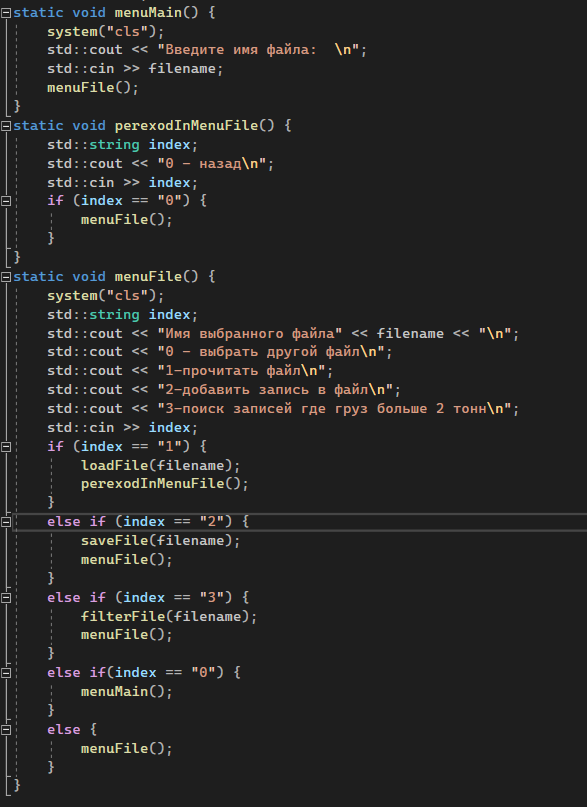 static void menuMain() {
system("cls");
std::cout << "Введите имя файла:  \n";
std::cin >> filename;
menuFile();
}
static void perexodInMenuFile() {
std::string index;
std::cout << "0 - назад\n";
std::cin >> index;
if (index == "0") {
menuFile();
}
}
static void menuFile() {
system("cls");
std::string index;
std::cout << "Имя выбранного файла" << filename << "\n";
std::cout << "0 - выбрать другой файл\n";
std::cout << "1-прочитать файл\n";
std::cout << "2-добавить запись в файл\n";
std::cout << "3-поиск записей где груз больше 2 тонн\n";
std::cin >> index;
if (index == "1") {
loadFile(filename);
perexodInMenuFile();
}
else if (index == "2") {
saveFile(filename);
menuFile();
}
else if (index == "3") {
filterFile(filename);
menuFile();
}
else if(index == "0") {
menuMain();
}
else {
menuFile();
}
}